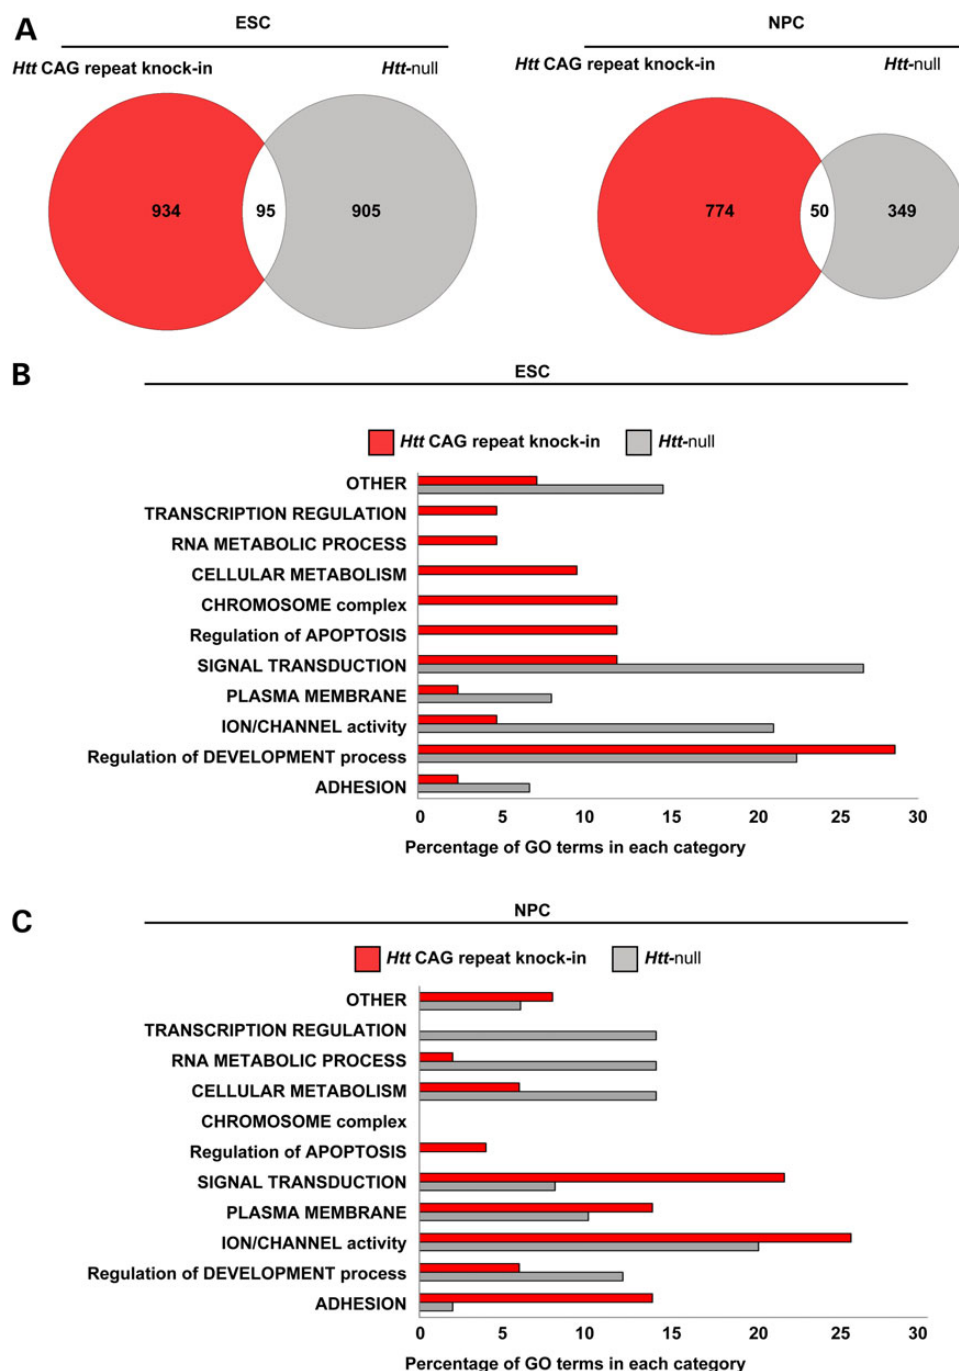 A
ESC
NPC
Htt CAG repeat knock-in
Htt-null
Htt CAG repeat knock-in
Htt-null
934
95
905
774
50
349
B
ESC
Htt CAG repeat knock-in
Htt-null
OTHER
TRANSCRIPTION REGULATION
RNA METABOLIC PROCESS
CELLULAR METABOLISM
CHROMOSOME complex
Regulation of APOPTOSIS
SIGNAL TRANSDUCTION
PLASMA MEMBRANE
ION/CHANNEL activity
Regulation of DEVELOPMENT process
ADHESION
0 5 10 15 20 25 30
Percentage of GO terms in each category
C
NPC
Htt CAG repeat knock-in
Htt-null
OTHER
TRANSCRIPTION REGULATION
RNA METABOLIC PROCESS
CELLULAR METABOLISM
CHROMOSOME complex
Regulation of APOPTOSIS
SIGNAL TRANSDUCTION
PLASMA MEMBRANE
ION/CHANNEL activity
Regulation of DEVELOPMENT process
ADHESION
0 5 10 15 20 25 30
Percentage of GO terms in each category